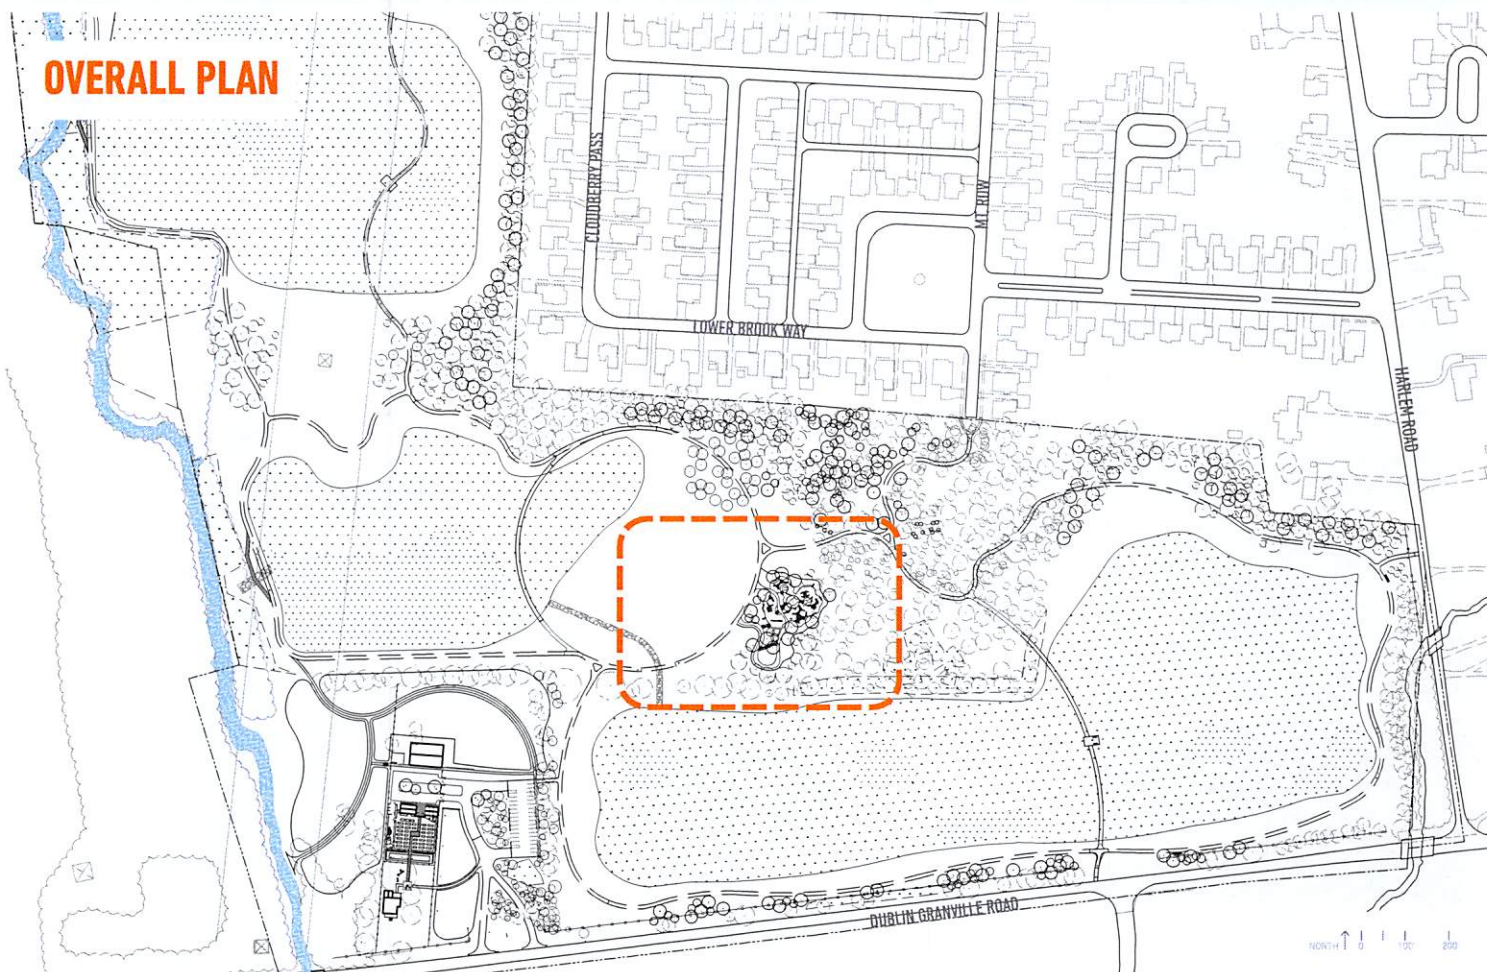 OVERALL PLAN
CLOUDBERRY PASS
MT ROW
LOWER BROOK WAY
HARLEM ROAD
DUBLIN GRANVILLE ROAD
NORTH 0 100' 200